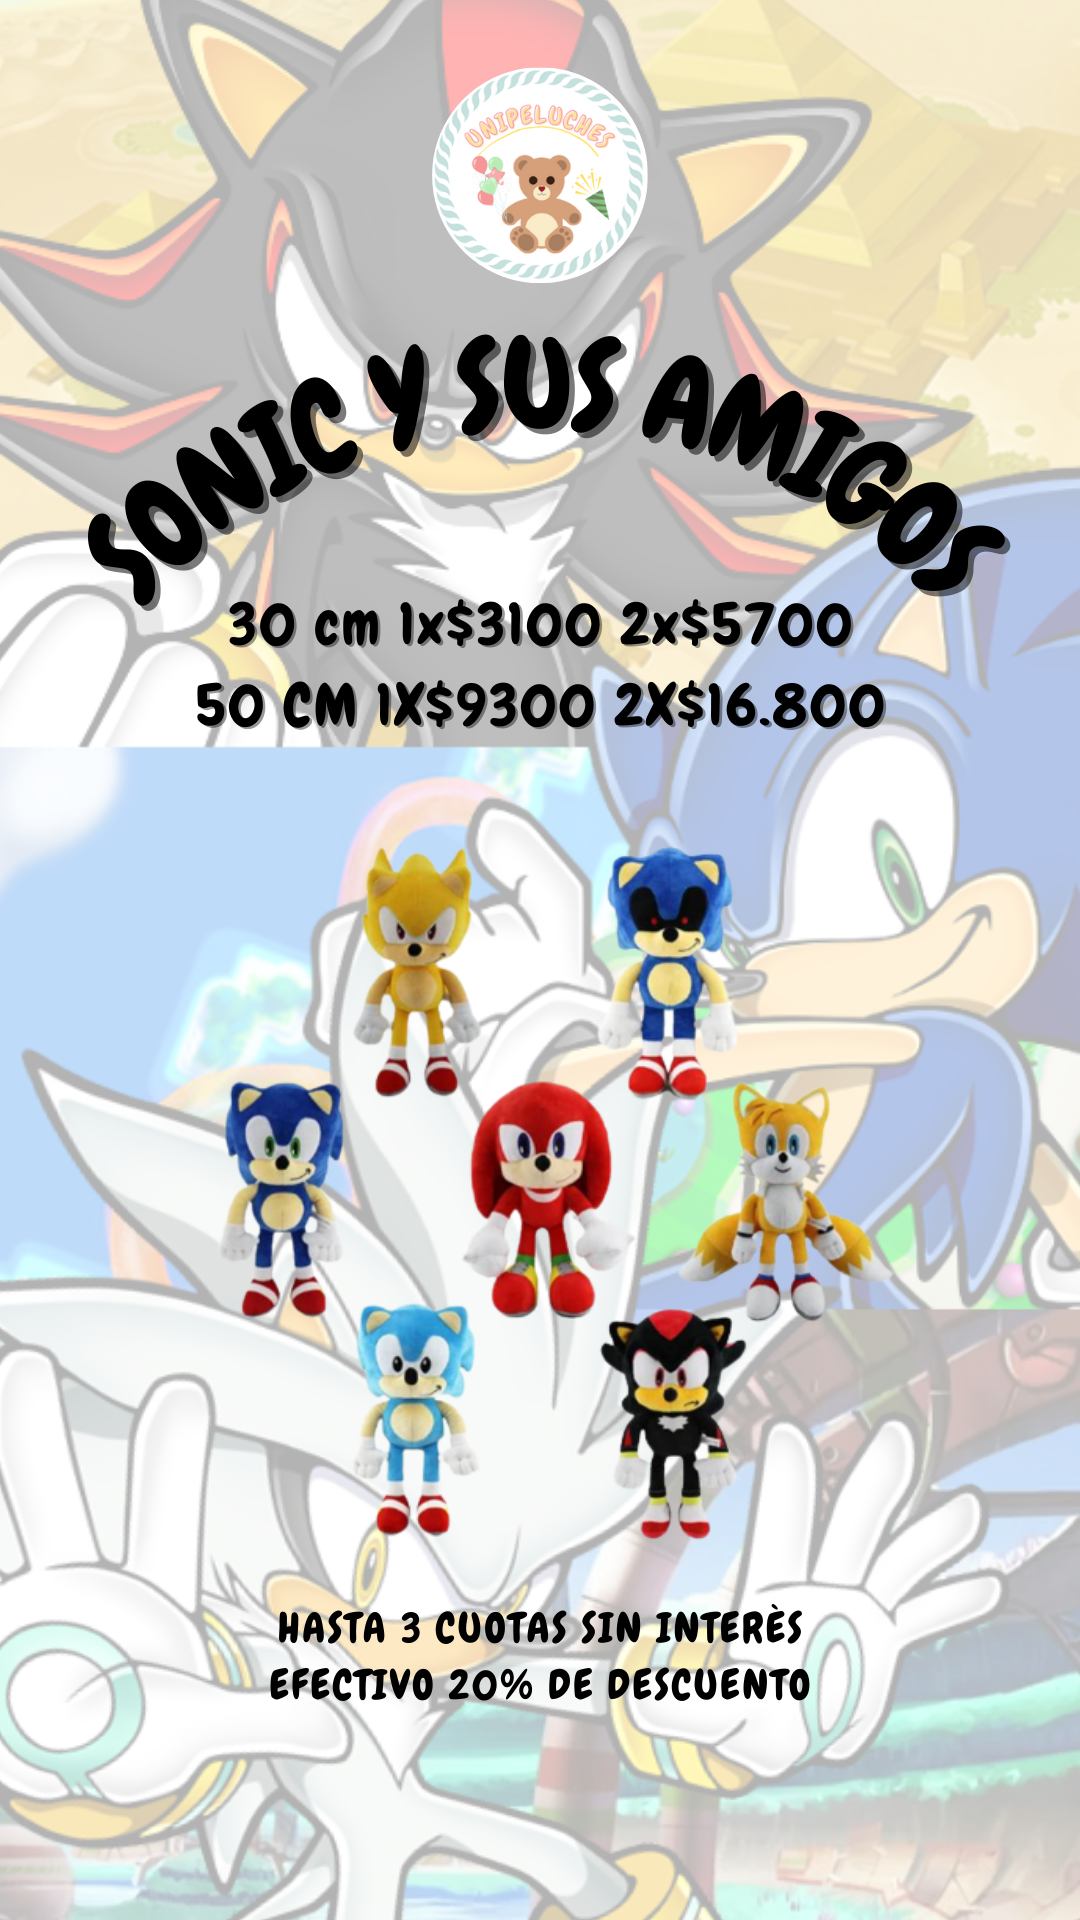 UNIPELUCHES
SONIC Y SUS AMIGOS
30 cm 1x$3100 2x$5700
50 CM 1X$9300 2X$16.800
HASTA 3 CUOTAS SIN INTERÈS
EFECTIVO 20% DE DESCUENTO